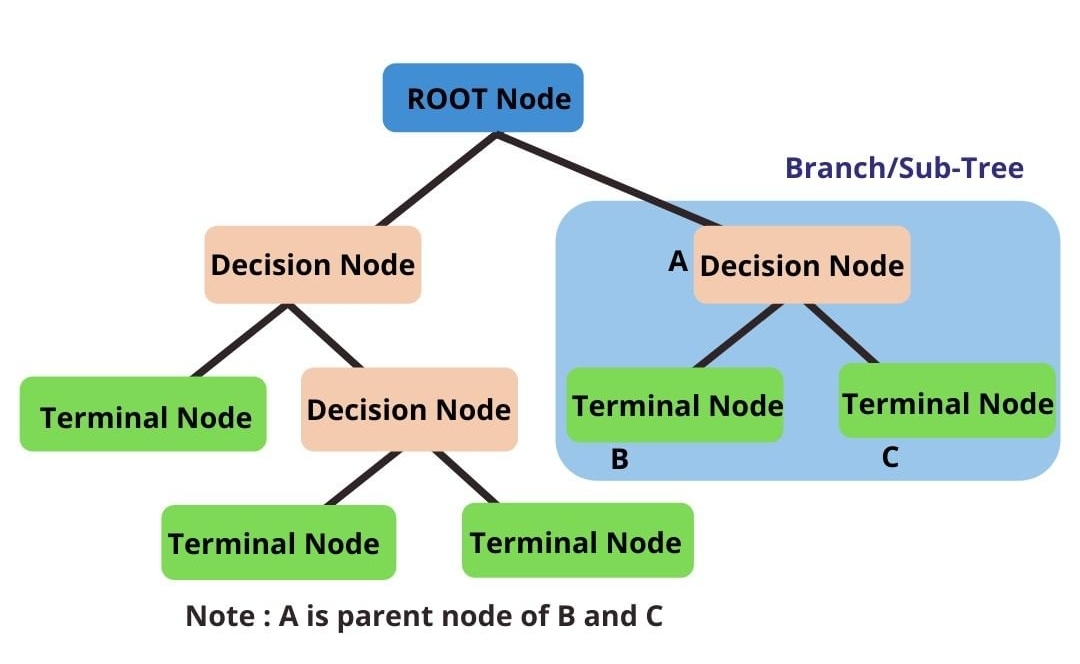 ROOT Node
Branch/Sub-Tree
Decision Node
A
Decision Node
Terminal Node
Decision Node
Terminal Node
Terminal Node
B
C
Terminal Node
Terminal Node
Note : A is parent node of B and C